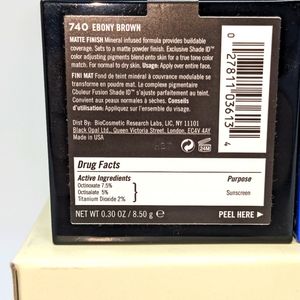 740 EBONY BROWN
MATTE FINISH Mineral infused formula provides buildable
coverage. Sets to a matte powder finish. Exclusive Shade ID™
color adjusting pigments blend onto skin for a true tone color
match. For normal to dry skin. Usage: Apply over entire face.
FINI MAT Fond de teint minéral à couvrance modulable se
transforme en poudre mat. La complexe pigmentaire
Couleur Fusion Shade ID™ s'ajuste parfaitement au teint.
Convient aux peaux normales à sèches. Conseils
d'utilisation: Appliquez sur l'ensemble du visage.
Dist by: BioCosmetic Research Labs, LIC, NY, 11101
Black Opal Ltd., Queen Victoria Street, London, EC4V 4AY
Made in USA
24M
0 27811 03613 4
Drug Facts
Active Ingredients Purpose
Octinoxate 7.5%
Octisalate 5% Sunscreen
Titanium Dioxide 2%
NET WT. 0.30 OZ / 8.50 g PEEL HERE